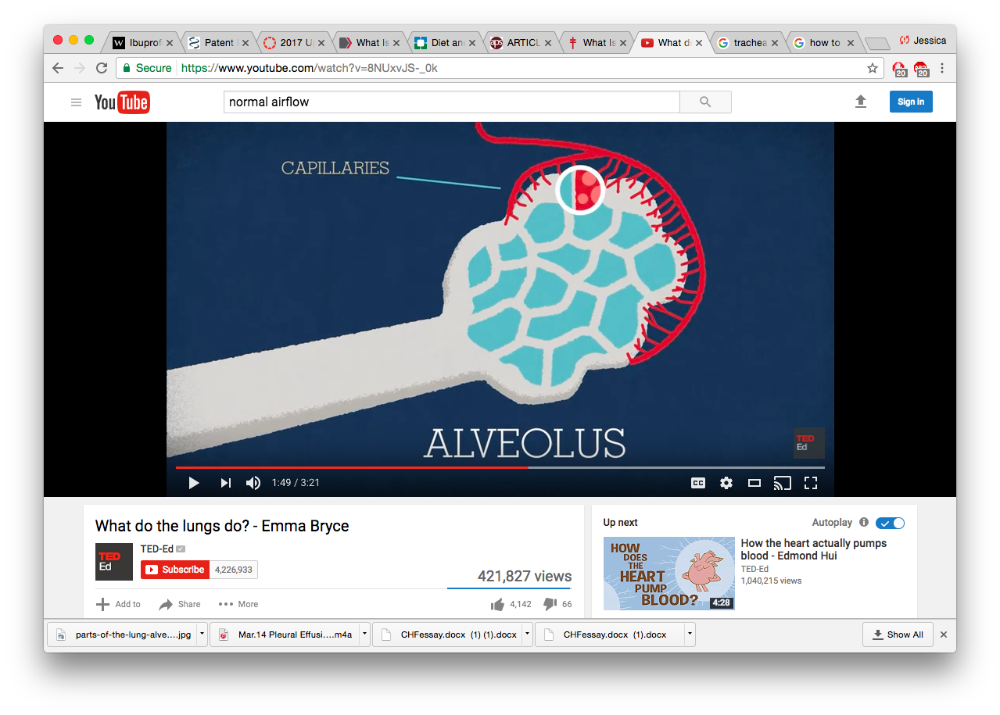 Ibuprof
Patent
2017 U
What Is
Diet an
ARTICL
What Is
What d
trachea
how to
Jessica
Secure
https://www.youtube.com/watch?v=8NUxvJS-_0k
20
20
YouTube
normal airflow
Sign in
CAPILLARIES
ALVEOLUS
TED
Ed
1:49 / 3:21
CC
What do the lungs do? - Emma Bryce
TED
Ed
TED-Ed
Subscribe
4,226,933
421,827 views
Add to
Share
More
4,142
66
Up next
Autoplay
HOW
DOES
THE
HEART
PUMP
BLOOD?
4:28
How the heart actually pumps
blood - Edmond Hui
TED-Ed
1,040,215 views
parts-of-the-lung-alve....jpg
Mar.14 Pleural Effusi....m4a
CHFessay.docx (1) (1).docx
CHFessay.docx (1).docx
Show All